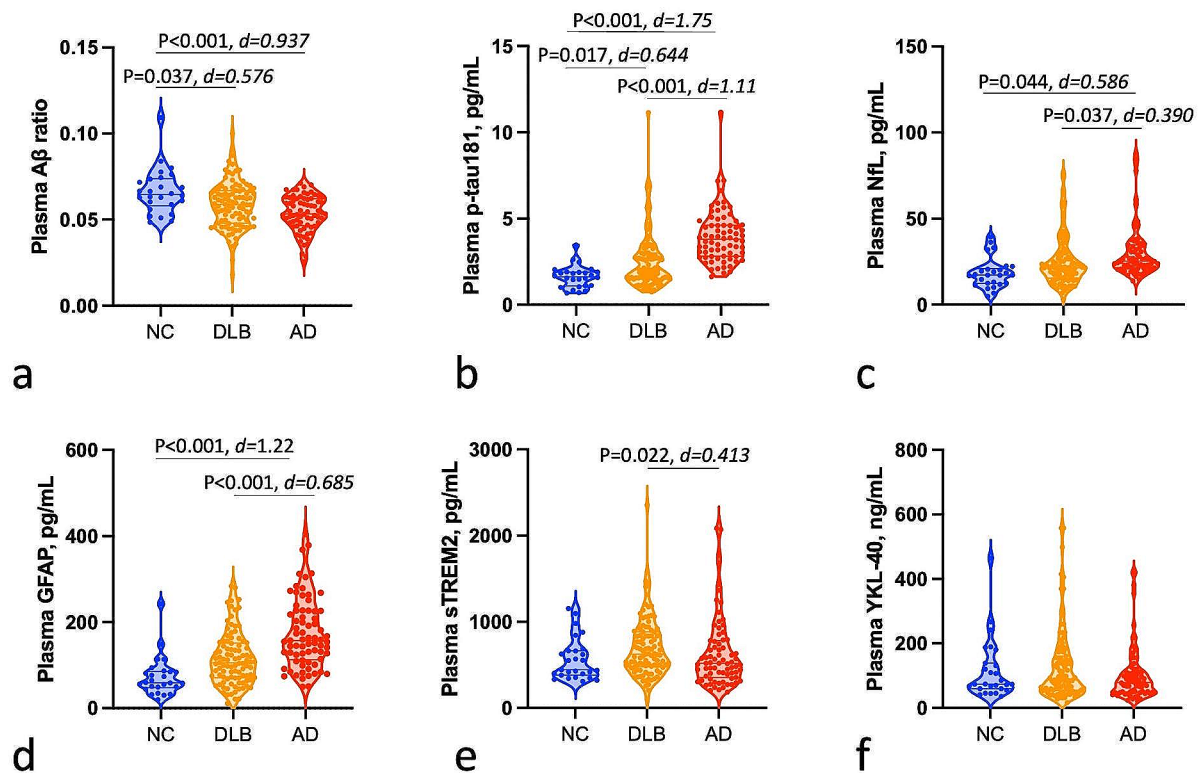 P<0.001, d=0.937
P=0.037, d=0.576
Plasma Aβ ratio
0.15
0.10
0.05
0.00
NC DLB AD
a
P<0.001, d=1.75
P=0.017, d=0.644
P<0.001, d=1.11
Plasma p-tau181, pg/mL
15
10
5
0
NC DLB AD
b
P=0.044, d=0.586
P=0.037, d=0.390
Plasma NfL, pg/mL
150
100
50
0
NC DLB AD
c
P<0.001, d=1.22
P<0.001, d=0.685
Plasma GFAP, pg/mL
600
400
200
0
NC DLB AD
d
P=0.022, d=0.413
Plasma sTREM2, pg/mL
3000
2000
1000
0
NC DLB AD
e
Plasma YKL-40, ng/mL
800
600
400
200
0
NC DLB AD
f